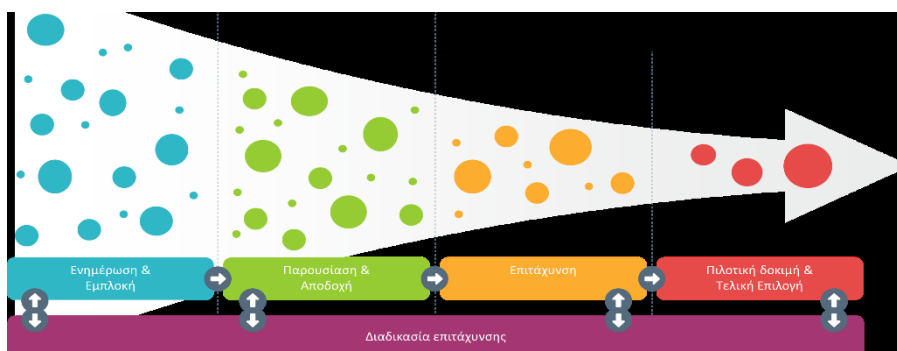 Ενημέρωση &
Εμπλοκή
Παρουσίαση &
Αποδοχή
Επιτάχυνση
Πιλοτική δοκιμή &
Τελική Επιλογή
Διαδικασία επιτάχυνσης